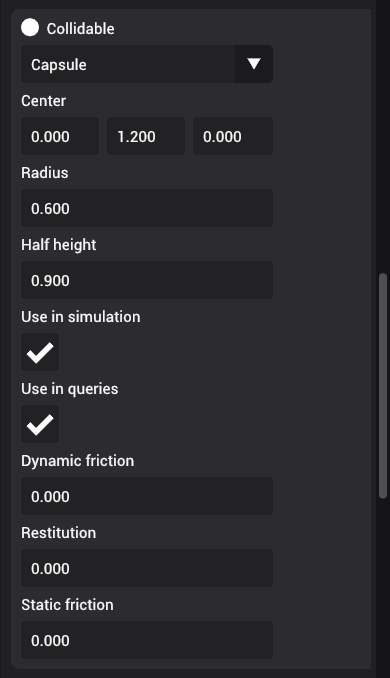 Collidable
Capsule
Center
0.000 1.200 0.000
Radius
0.600
Half height
0.900
Use in simulation
Use in queries
Dynamic friction
0.000
Restitution
0.000
Static friction
0.000